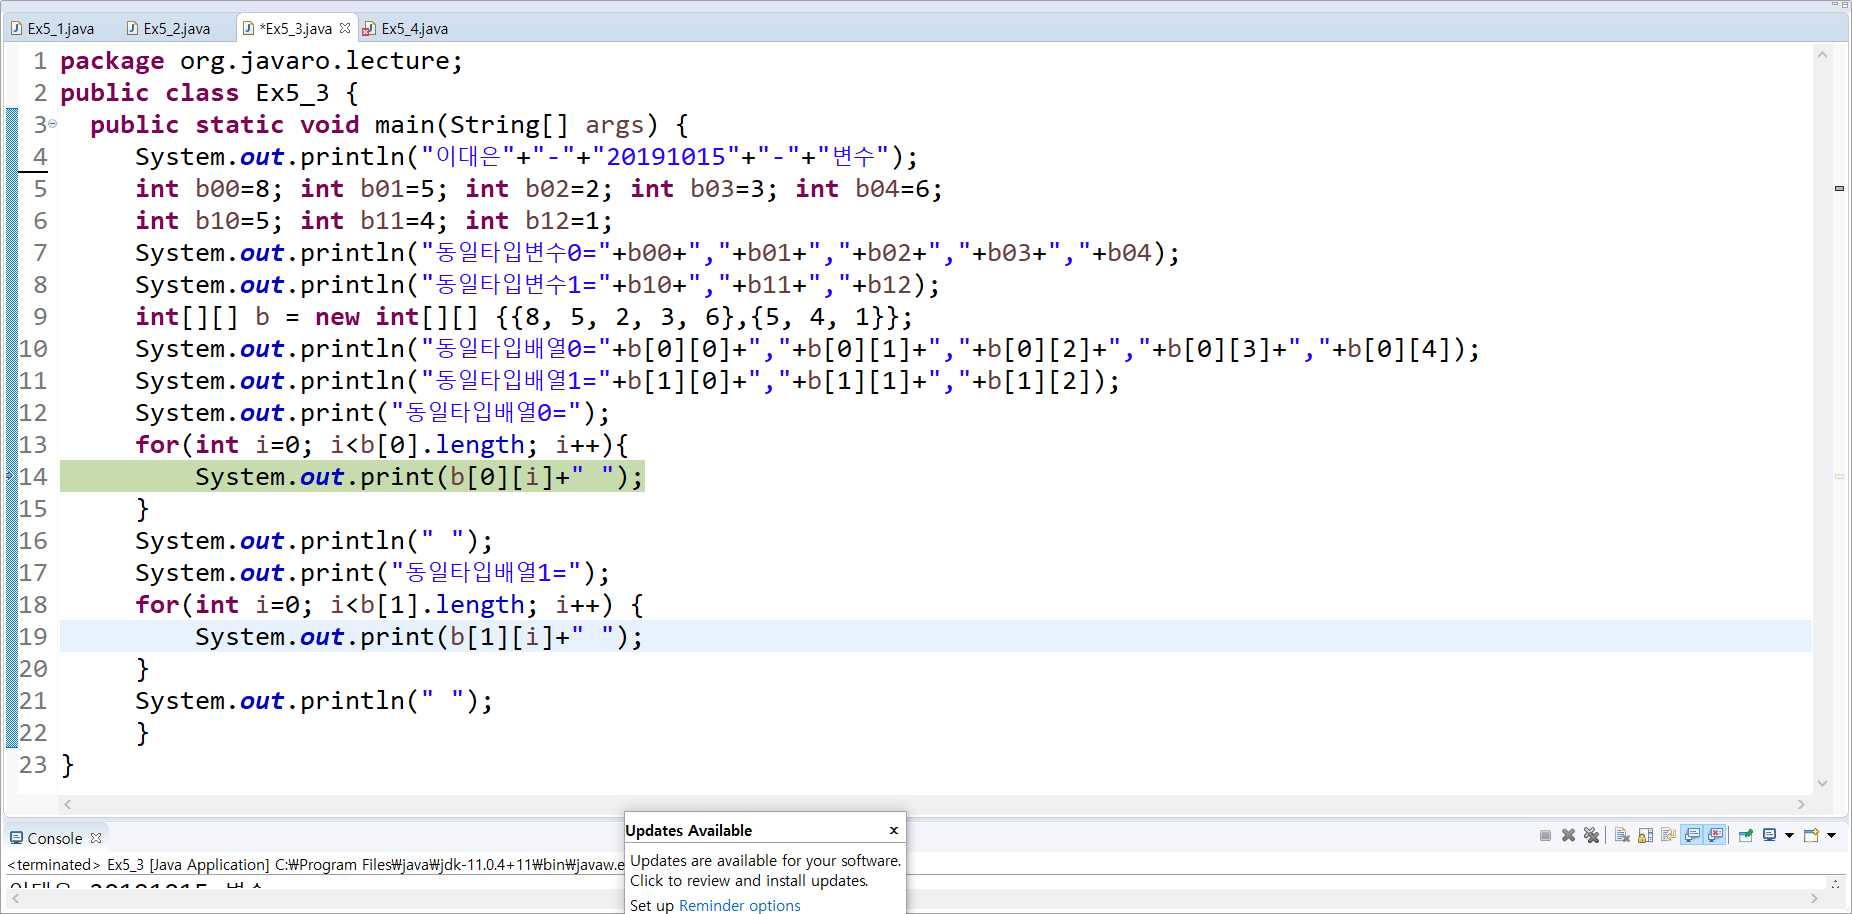 Ex5_1.java Ex5_2.java *Ex5_3.java Ex5_4.java
1 package org.javaro.lecture;
2 public class Ex5_3 {
3 public static void main(String[] args) {
4 System.out.println("이대은"+"-"+"20191015"+"-"+"변수");
5 int b00=8; int b01=5; int b02=2; int b03=3; int b04=6;
6 int b10=5; int b11=4; int b12=1;
7 System.out.println("동일타입변수0="+b00+","+b01+","+b02+","+b03+","+b04);
8 System.out.println("동일타입변수1="+b10+","+b11+","+b12);
9 int[][] b = new int[][] {{8, 5, 2, 3, 6},{5, 4, 1}};
10 System.out.println("동일타입배열0="+b[0][0]+","+b[0][1]+","+b[0][2]+","+b[0][3]+","+b[0][4]);
11 System.out.println("동일타입배열1="+b[1][0]+","+b[1][1]+","+b[1][2]);
12 System.out.print("동일타입배열0=");
13 for(int i=0; i<b[0].length; i++){
14 System.out.print(b[0][i]+" ");
15 }
16 System.out.println(" ");
17 System.out.print("동일타입배열1=");
18 for(int i=0; i<b[1].length; i++) {
19 System.out.print(b[1][i]+" ");
20 }
21 System.out.println(" ");
22 }
23 }
Console
<terminated> Ex5_3 [Java Application] C:₩Program Files₩java₩jdk-11.0.4+11₩bin₩javaw.e
Updates Available x
Updates are available for your software.
Click to review and install updates.
Set up Reminder options